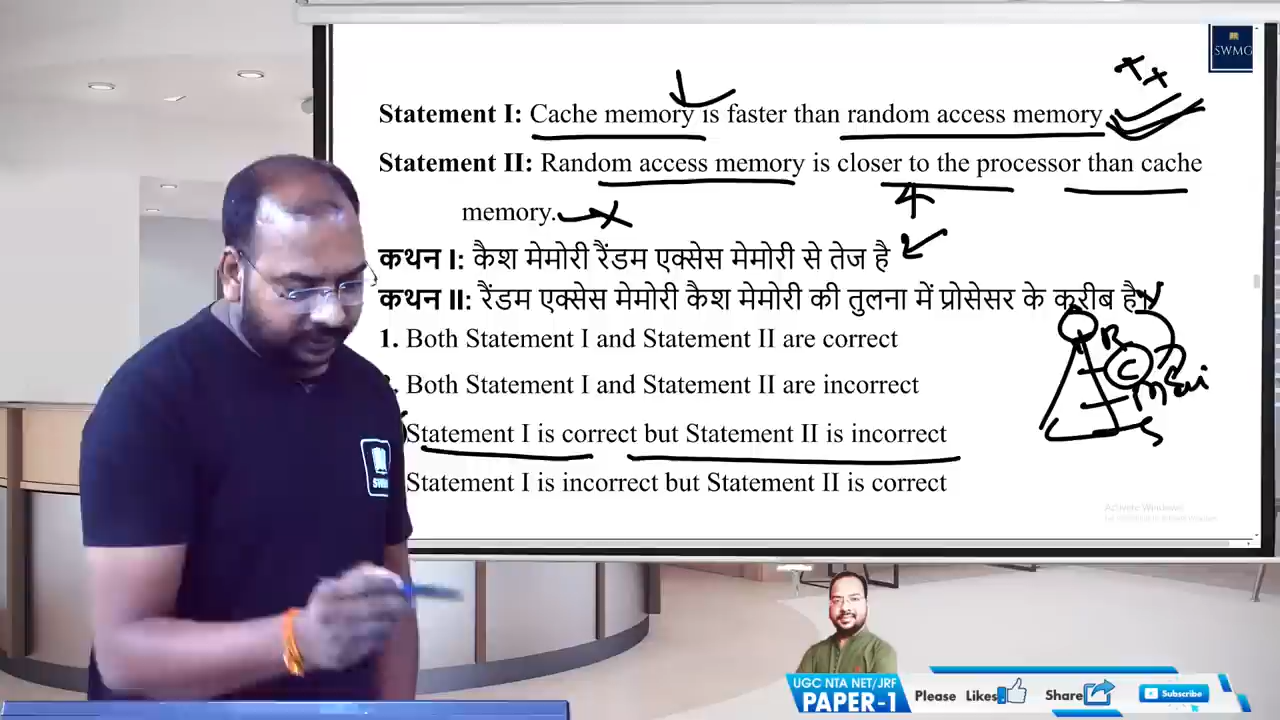 SWMG
Statement I: Cache memory is faster than random access memory
Statement II: Random access memory is closer to the processor than cache
memory.
कथन I: कैश मेमोरी रैंडम एक्सेस मेमोरी से तेज है
कथन II: रैंडम एक्सेस मेमोरी कैश मेमोरी की तुलना में प्रोसेसर के करीब है।
1. Both Statement I and Statement II are correct
Both Statement I and Statement II are incorrect
Statement I is correct but Statement II is incorrect
Statement I is incorrect but Statement II is correct
R
C
S
Activate Windows
UGC NTA NET/JRF
PAPER-1
Please Likes Share Subscribe